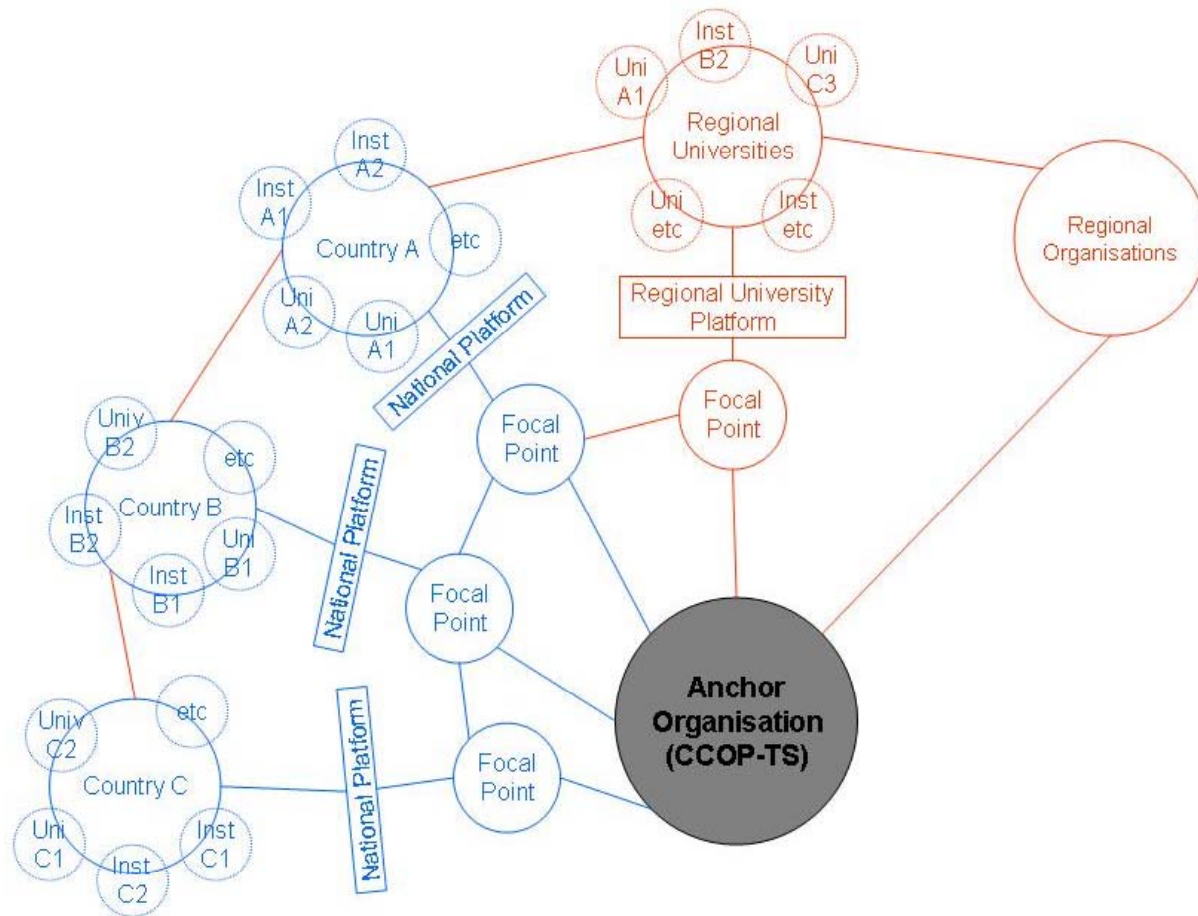 Inst
B2
Uni
A1
Uni
C3
Regional
Universities
Uni
etc
Inst
etc
Regional
Organisations
Regional University
Platform
Focal
Point
Inst
A2
Inst
A1
Country A
etc
Uni
A2
Uni
A1
National Platform
Focal
Point
Univ
B2
etc
Country B
Inst
B2
Uni
B1
Inst
B1
National Platform
Focal
Point
Univ
C2
etc
Country C
Uni
C1
Inst
C1
Inst
C2
National Platform
Focal
Point
Anchor
Organisation
(CCOP-TS)